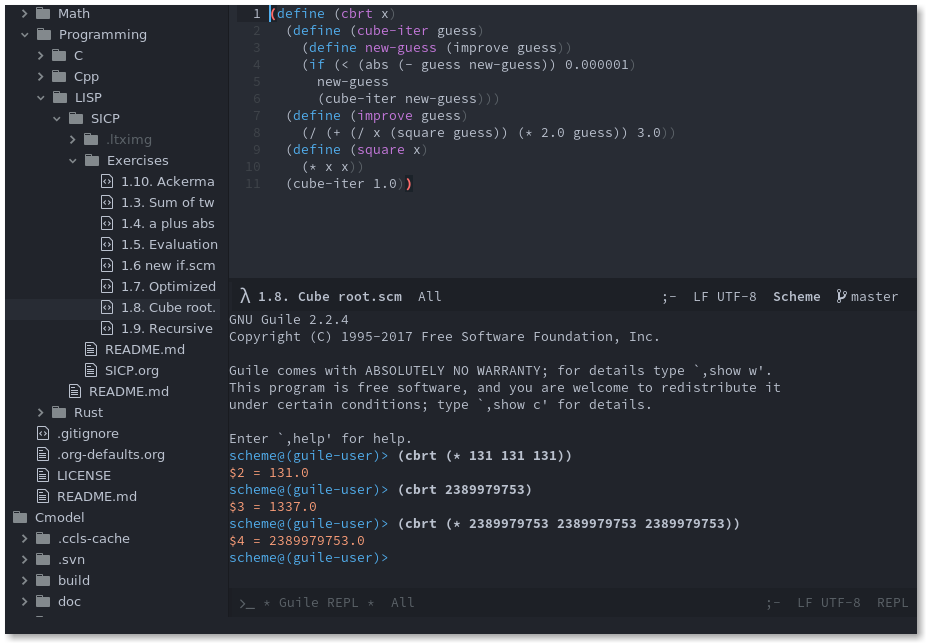 Math
Programming
C
Cpp
LISP
SICP
.ltximg
Exercises
1.10. Ackerma
1.3. Sum of tw
1.4. a plus abs
1.5. Evaluation
1.6 new if.scm
1.7. Optimized
1.8. Cube root.
1.9. Recursive
README.md
SICP.org
README.md
Rust
.gitignore
.org-defaults.org
LICENSE
README.md
Cmodel
.ccls-cache
.svn
build
doc
1 (define (cbrt x)
2   (define (cube-iter guess)
3     (define new-guess (improve guess))
4     (if (< (abs (- guess new-guess)) 0.000001)
5       new-guess
6       (cube-iter new-guess)))
7   (define (improve guess)
8     (/ (+ (/ x (square guess)) (* 2.0 guess)) 3.0))
9   (define (square x)
10     (* x x))
11   (cube-iter 1.0))
λ 1.8. Cube root.scm All ;- LF UTF-8 Scheme master
GNU Guile 2.2.4
Copyright (C) 1995-2017 Free Software Foundation, Inc.
Guile comes with ABSOLUTELY NO WARRANTY; for details type `,show w'.
This program is free software, and you are welcome to redistribute it
under certain conditions; type `,show c' for details.
Enter `,help' for help.
scheme@(guile-user)> (cbrt (* 131 131 131))
$2 = 131.0
scheme@(guile-user)> (cbrt 2389979753)
$3 = 1337.0
scheme@(guile-user)> (cbrt (* 2389979753 2389979753 2389979753))
$4 = 2389979753.0
scheme@(guile-user)>
>_ * Guile REPL * All ;- LF UTF-8 REPL